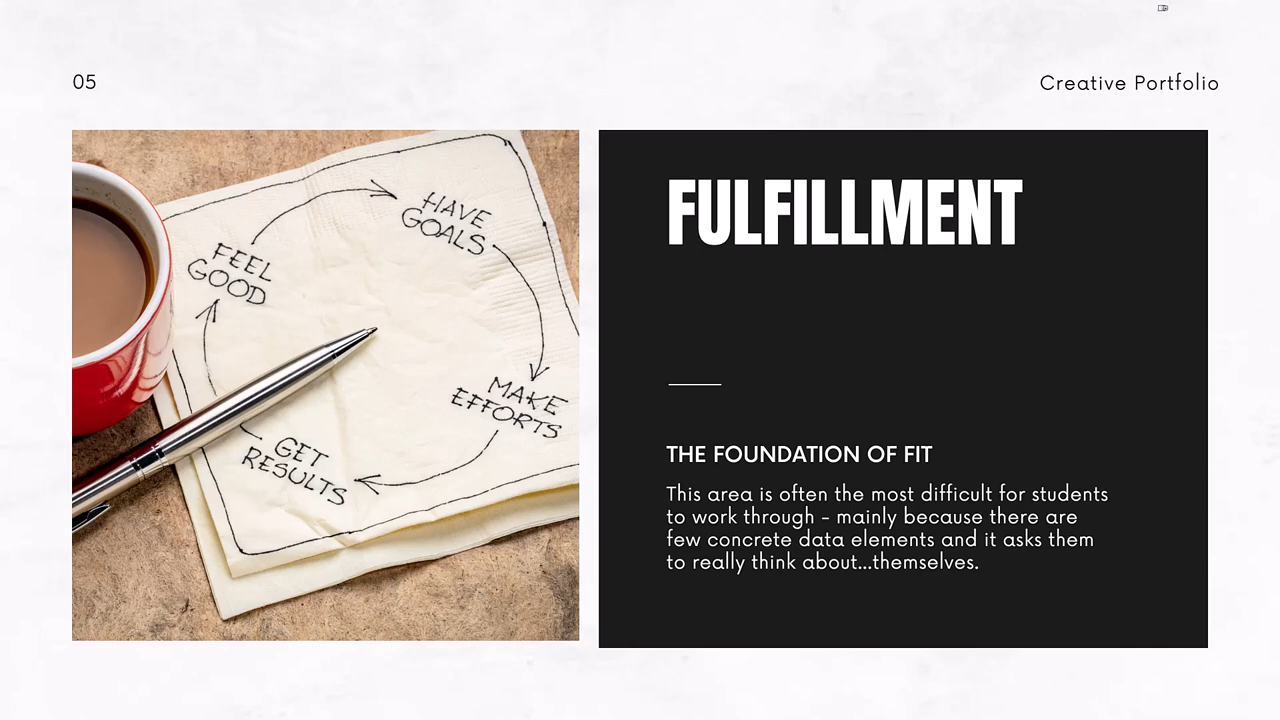 05
Creative Portfolio
HAVE
GOALS
FEEL
GOOD
MAKE
EFFORTS
GET
RESULTS
FULFILLMENT
THE FOUNDATION OF FIT
This area is often the most difficult for students
to work through - mainly because there are
few concrete data elements and it asks them
to really think about...themselves.